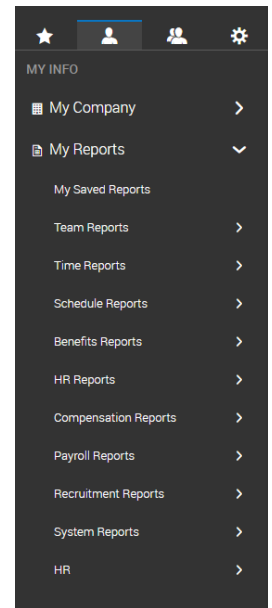 MY INFO
My Company
My Reports
My Saved Reports
Team Reports
Time Reports
Schedule Reports
Benefits Reports
HR Reports
Compensation Reports
Payroll Reports
Recruitment Reports
System Reports
HR